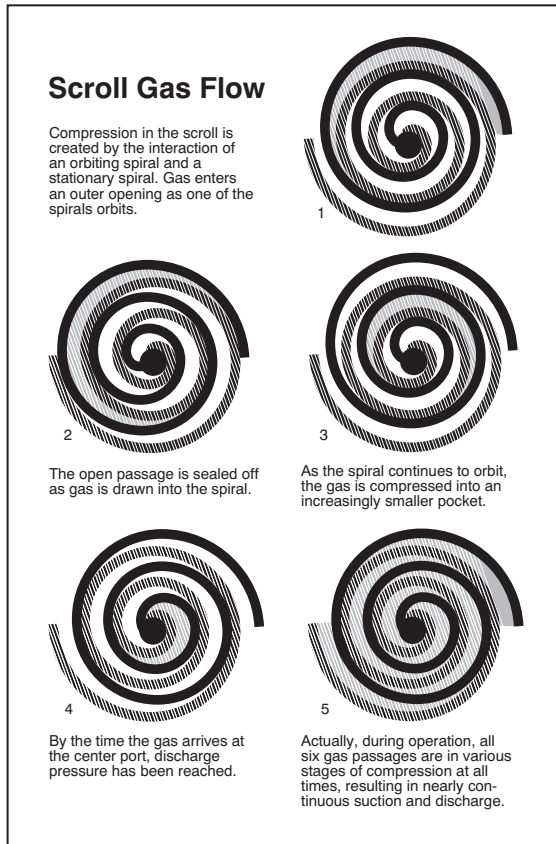 Scroll Gas Flow
Compression in the scroll is
created by the interaction of
an orbiting spiral and a
stationary spiral. Gas enters
an outer opening as one of the
spirals orbits.
1
2
The open passage is sealed off
as gas is drawn into the spiral.
3
As the spiral continues to orbit,
the gas is compressed into an
increasingly smaller pocket.
4
By the time the gas arrives at
the center port, discharge
pressure has been reached.
5
Actually, during operation, all
six gas passages are in various
stages of compression at all
times, resulting in nearly con-
tinuous suction and discharge.